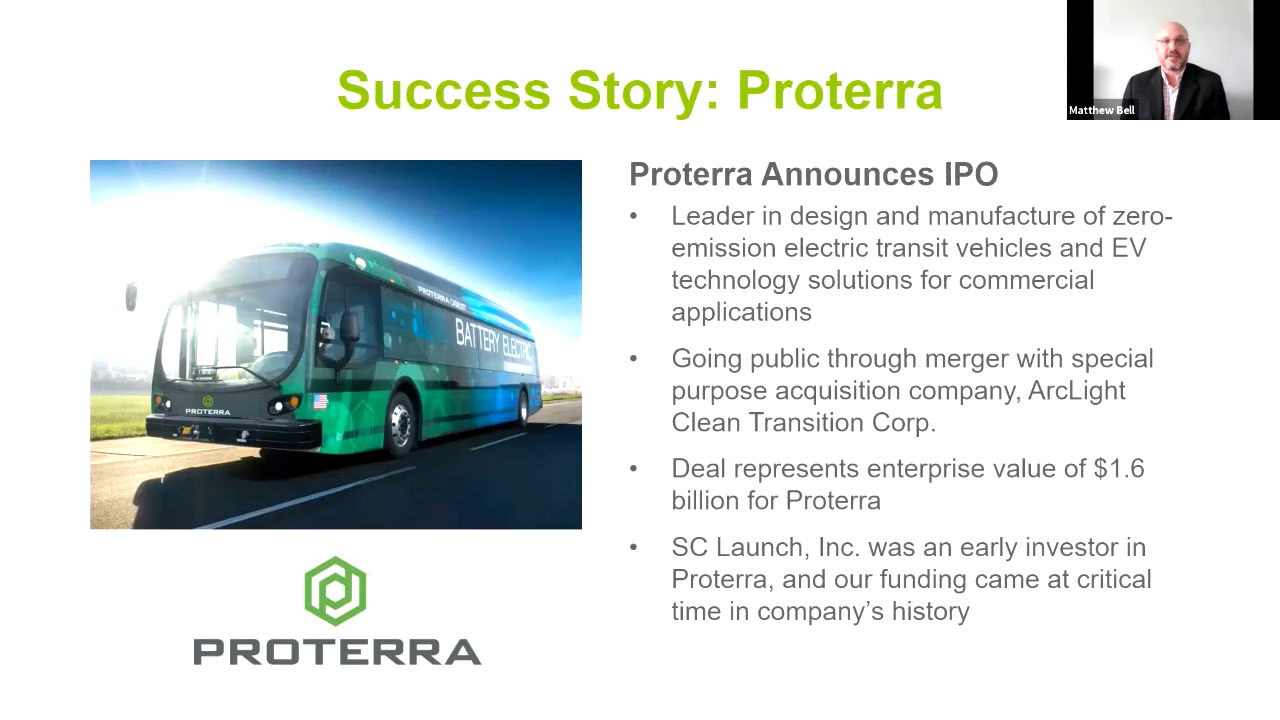 Success Story: Proterra
Matthew Bell
Proterra Announces IPO
• Leader in design and manufacture of zero-
emission electric transit vehicles and EV
technology solutions for commercial
applications
• Going public through merger with special
purpose acquisition company, ArcLight
Clean Transition Corp.
• Deal represents enterprise value of $1.6
billion for Proterra
• SC Launch, Inc. was an early investor in
Proterra, and our funding came at critical
time in company’s history
BATTERY ELECTRIC
PROTERRA
PROTERRA